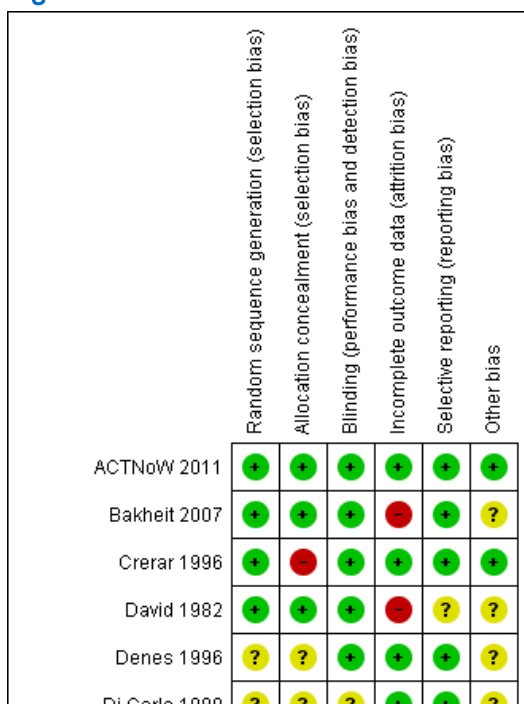 Random sequence generation (selection bias)
Allocation concealment (selection bias)
Blinding (performance bias and detection bias)
Incomplete outcome data (attrition bias)
Selective reporting (reporting bias)
Other bias
ACTNoW 2011 + + + + + +
Bakheit 2007 + + + - + ?
Crerar 1996 + - + + + +
David 1982 + + + - ? ?
Denes 1996 ? ? + + + ?
? ? ? + + ?